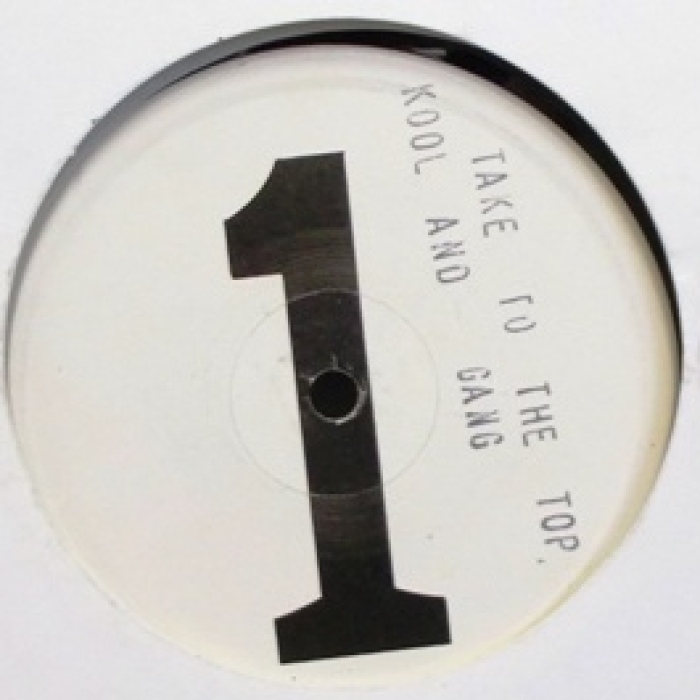 TAKE TO THE TOP.
KOOL AND GANG
1